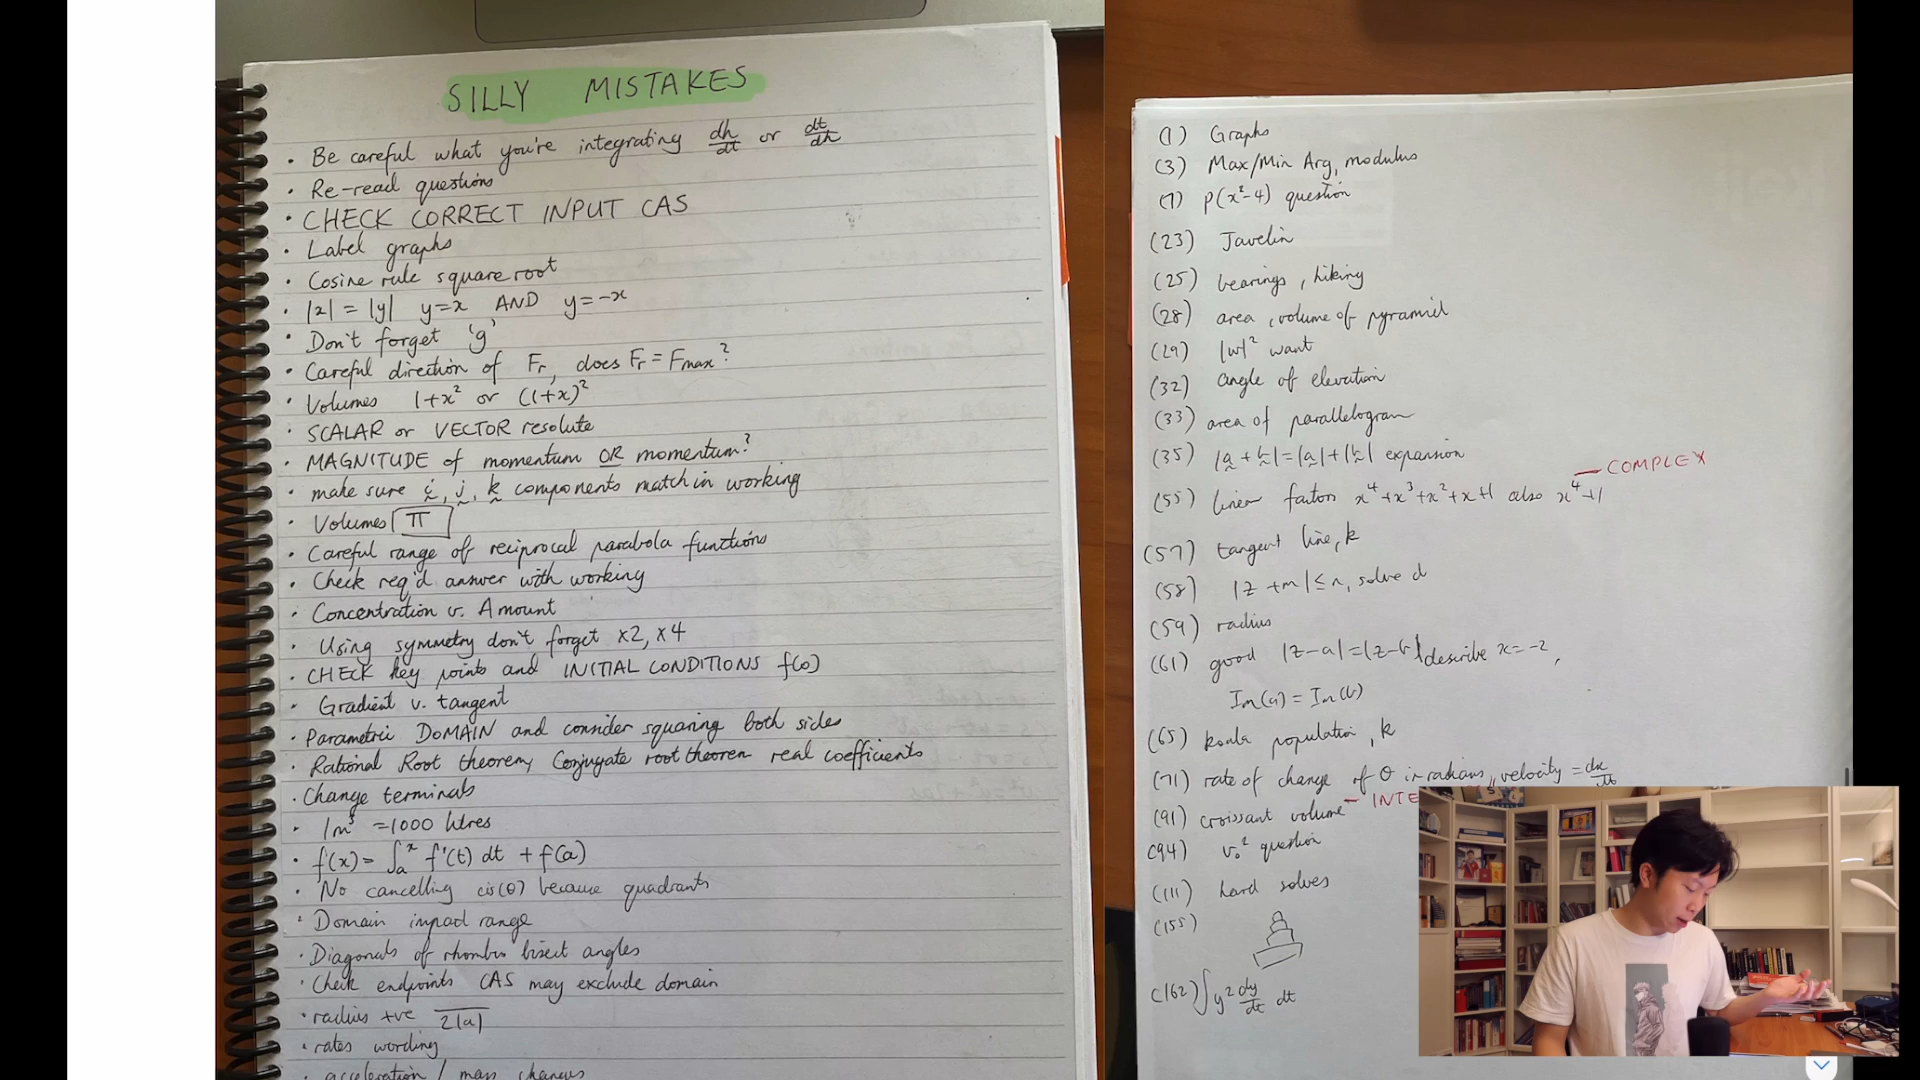 SILLY MISTAKES
• Be careful what you're integrating dh/dt or dt/dh
• Re-read questions
• CHECK CORRECT INPUT CAS
• Label graphs
• Cosine rule square root
• |x| = |y| y=x AND y=-x
• Don't forget 'g'
• Careful direction of Fr, does Fr = Fmax?
• Volumes 1+x² or (1+x)²
• SCALAR or VECTOR resolute
• MAGNITUDE of momentum OR momentum?
• make sure i, j, k components match in working
• Volumes π
• Careful range of reciprocal parabola functions
• Check req'd answer with working
• Concentration v. Amount
• Using symmetry don't forget x2, x4
• CHECK key points and INITIAL CONDITIONS f(0)
• Gradient v. tangent
• Parametric DOMAIN and consider squaring both sides
• Rational Root theorem, Conjugate root theorem real coefficients
• Change terminals
• 1m³ = 1000 litres
• f(x) = ∫ₐˣ f'(t) dt + f(a)
• No cancelling cis(θ) because quadrants
• Domain impact range
• Diagonals of rhombus bisect angles
• Check endpoints CAS may exclude domain
• radius +ve 2|a|
• rates wording
• acceleration / mass changes
(1) Graphs
(3) Max/Min Arg, modulus
(7) p(x²-4) question
(23) Javelin
(25) bearings, hiking
(28) area, volume of pyramid
(29) |w|² want
(32) angle of elevation
(33) area of parallelogram
(35) |a + b| = |a| + |b| expansion
(55) linear factors x⁴+x³+x²+x+1 also x⁴+1 — COMPLEX
(57) tangent line, k
(58) |z + m| ≤ n, solve d
(59) radius
(61) good |z-a| = |z-b| describe x=-2,
Im(a) = Im(b)
(65) koala population, k
(71) rate of change of θ in radians, velocity = dx/dt
(91) croissant volume – INTE
(94) v₀² question
(111) hard solves
(155)
(162) ∫y² dy/dt dt